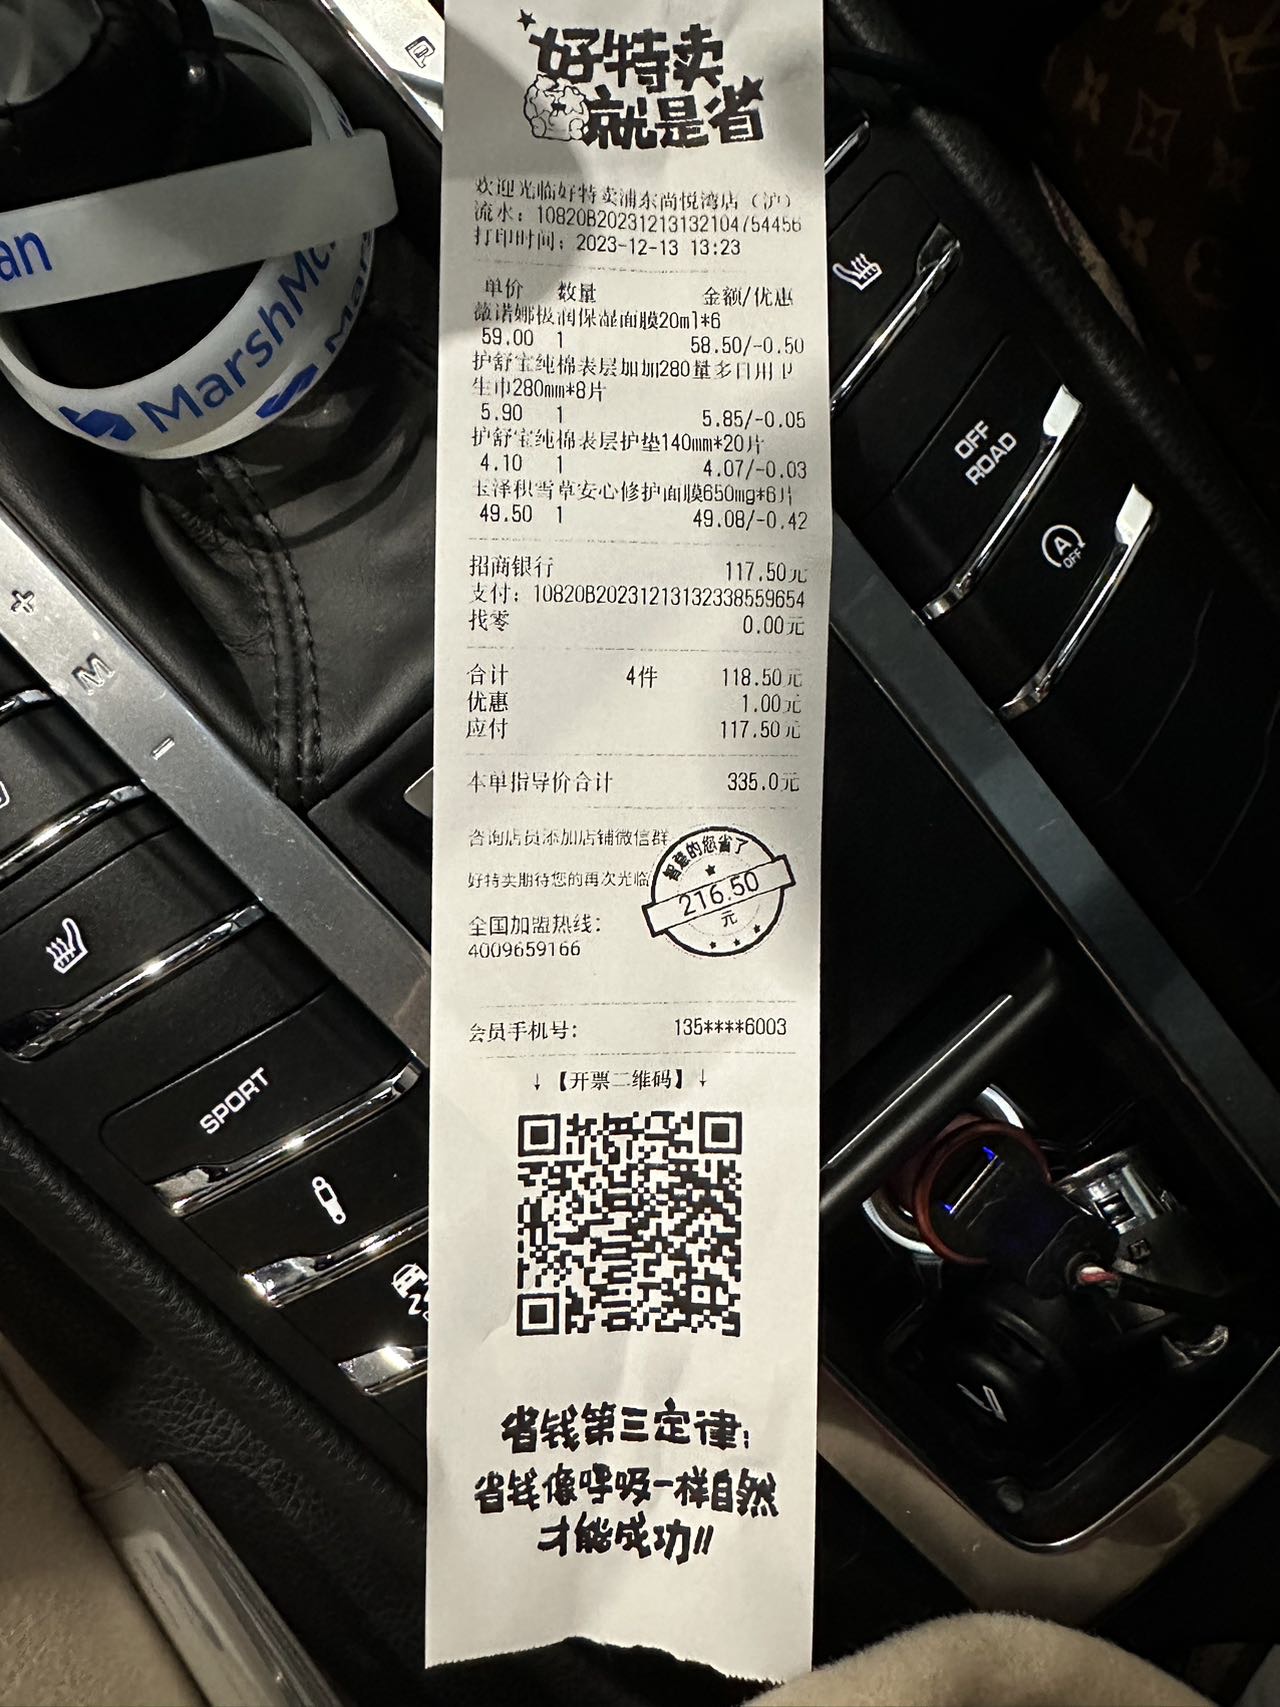 好特卖
就是省
欢迎光临好特卖浦东尚悦湾店（沪）
流水：10820B20231213132104754456
打印时间：2023-12-13 13:23
单价 数量 金额/优惠
薇诺娜极润保湿面膜20ml*6
59.00 1 58.50/-0.50
护舒宝纯棉表层加加280量多日用卫
生巾280mm*8片
5.90 1 5.85/-0.05
护舒宝纯棉表层护垫140mm*20片
4.10 1 4.07/-0.03
玉泽积雪草安心修护面膜650mg*6片
49.50 1 49.08/-0.42
招商银行 117.50元
支付：10820B20231213132338559654
找零 0.00元
合计 4件 118.50元
优惠 1.00元
应付 117.50元
本单指导价合计 335.0元
咨询店员添加店铺微信群
好特卖期待您的再次光临
智慧的您省了
216.50
元
全国加盟热线：
4009659166
会员手机号： 135****6003
↓【开票二维码】↓
省钱第三定律：
省钱像呼吸一样自然
才能成功!!
an
MarshMc
Mars
R
+
M
−
SPORT
OFF
ROAD
A
OFF